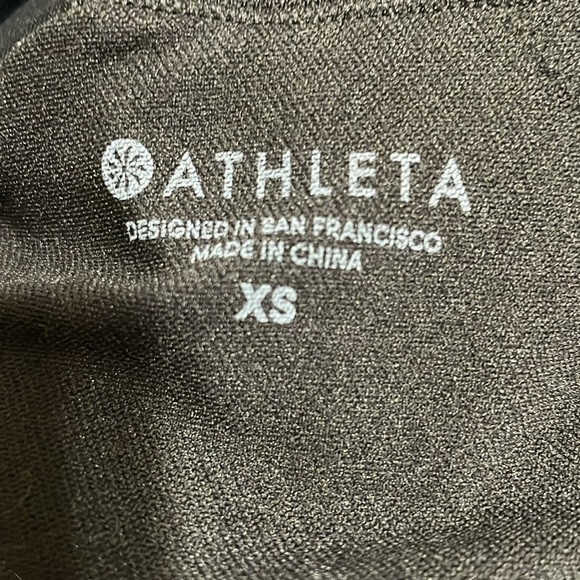 ATHLETA
DESIGNED IN SAN FRANCISCO
MADE IN CHINA
XS